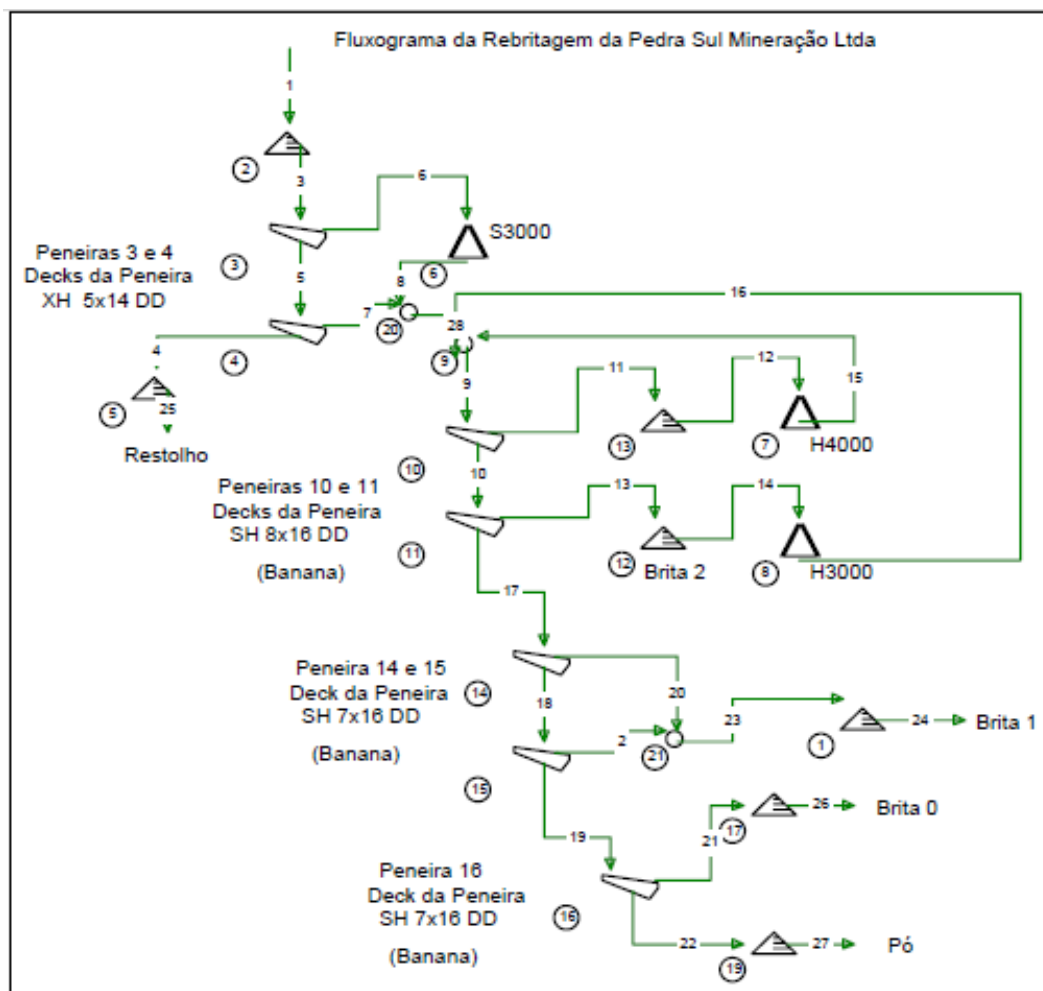 Fluxograma da Rebritagem da Pedra Sul Mineração Ltda
1
2
3
6
S3000
Peneiras 3 e 4
Decks da Peneira
XH 5x14 DD
3
5
8
6
16
7
20
28
4
4
9
15
5
25
Restolho
9
11
12
10
13
7
H4000
Peneiras 10 e 11
Decks da Peneira
SH 8x16 DD
(Banana)
10
13
14
11
12
Brita 2
8
H3000
17
Peneira 14 e 15
Deck da Peneira
SH 7x16 DD
(Banana)
14
18
20
23
2
21
1
24
Brita 1
15
19
21
17
26
Brita 0
Peneira 16
Deck da Peneira
SH 7x16 DD
(Banana)
16
22
19
27
Pó